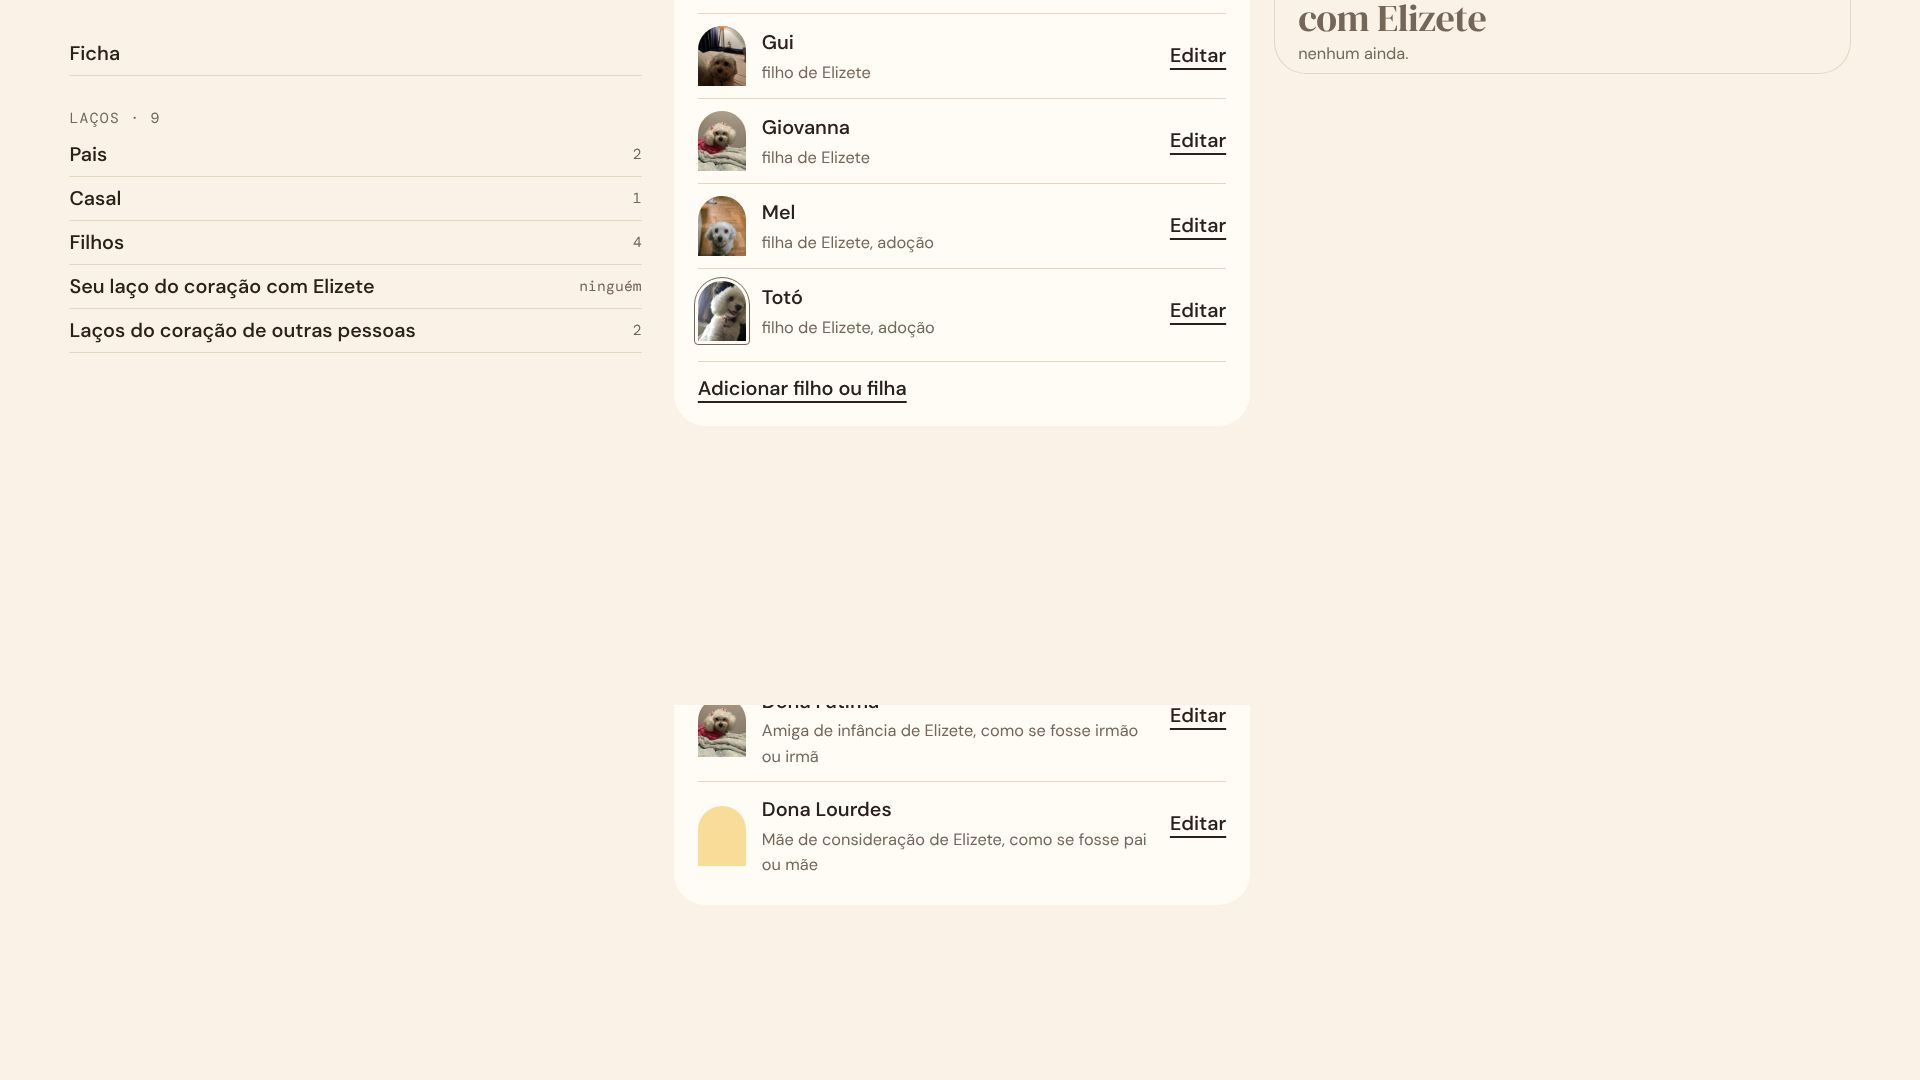 Ficha
LAÇOS · 9
Pais 2
Casal 1
Filhos 4
Seu laço do coração com Elizete ninguém
Laços do coração de outras pessoas 2
Gui
filho de Elizete
Editar
Giovanna
filha de Elizete
Editar
Mel
filha de Elizete, adoção
Editar
Totó
filho de Elizete, adoção
Editar
Adicionar filho ou filha
Amiga de infância de Elizete, como se fosse irmão
ou irmã
Editar
Dona Lourdes
Mãe de consideração de Elizete, como se fosse pai
ou mãe
Editar
com Elizete
nenhum ainda.